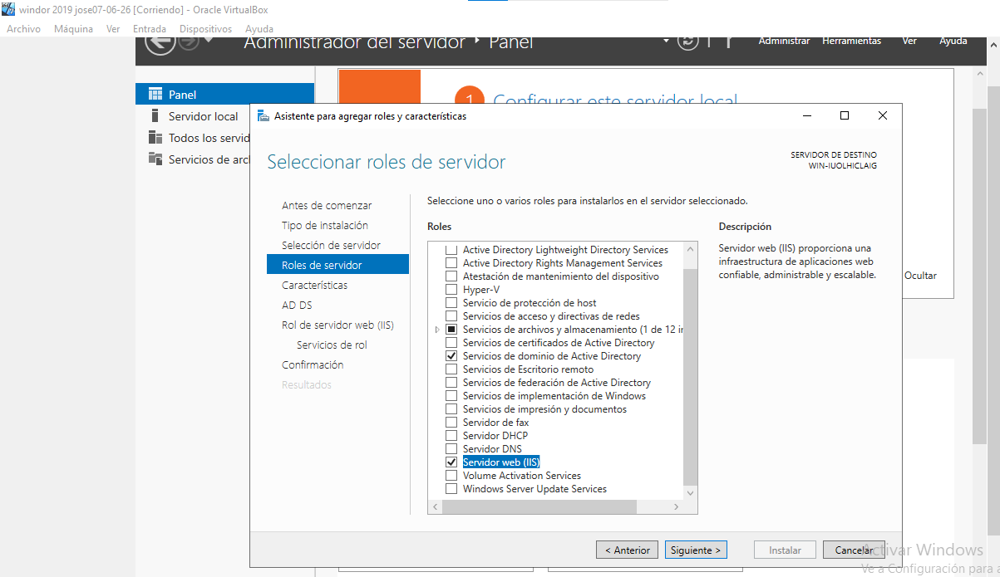 windor 2019 jose07-06-26 [Corriendo] - Oracle VirtualBox
Archivo Máquina Ver Entrada Dispositivos Ayuda
Administrador del servidor Panel
Administrar Herramientas Ver Ayuda
Panel
Servidor local
Todos los servid
Servicios de arc
1 Configurar este servidor local
Asistente para agregar roles y características
Seleccionar roles de servidor
SERVIDOR DE DESTINO
WIN-IUOLHICLAIG
Antes de comenzar
Tipo de instalación
Selección de servidor
Roles de servidor
Características
AD DS
Rol de servidor web (IIS)
Servicios de rol
Confirmación
Resultados
Seleccione uno o varios roles para instalarlos en el servidor seleccionado.
Roles
Active Directory Lightweight Directory Services
Active Directory Rights Management Services
Atestación de mantenimiento del dispositivo
Hyper-V
Servicio de protección de host
Servicios de acceso y directivas de redes
Servicios de archivos y almacenamiento (1 de 12 in
Servicios de certificados de Active Directory
Servicios de dominio de Active Directory
Servicios de Escritorio remoto
Servicios de federación de Active Directory
Servicios de implementación de Windows
Servicios de impresión y documentos
Servidor de fax
Servidor DHCP
Servidor DNS
Servidor web (IIS)
Volume Activation Services
Windows Server Update Services
Descripción
Servidor web (IIS) proporciona una
infraestructura de aplicaciones web
confiable, administrable y escalable.
Ocultar
< Anterior Siguiente > Instalar Cancelar
Activar Windows
Ve a Configuración para a